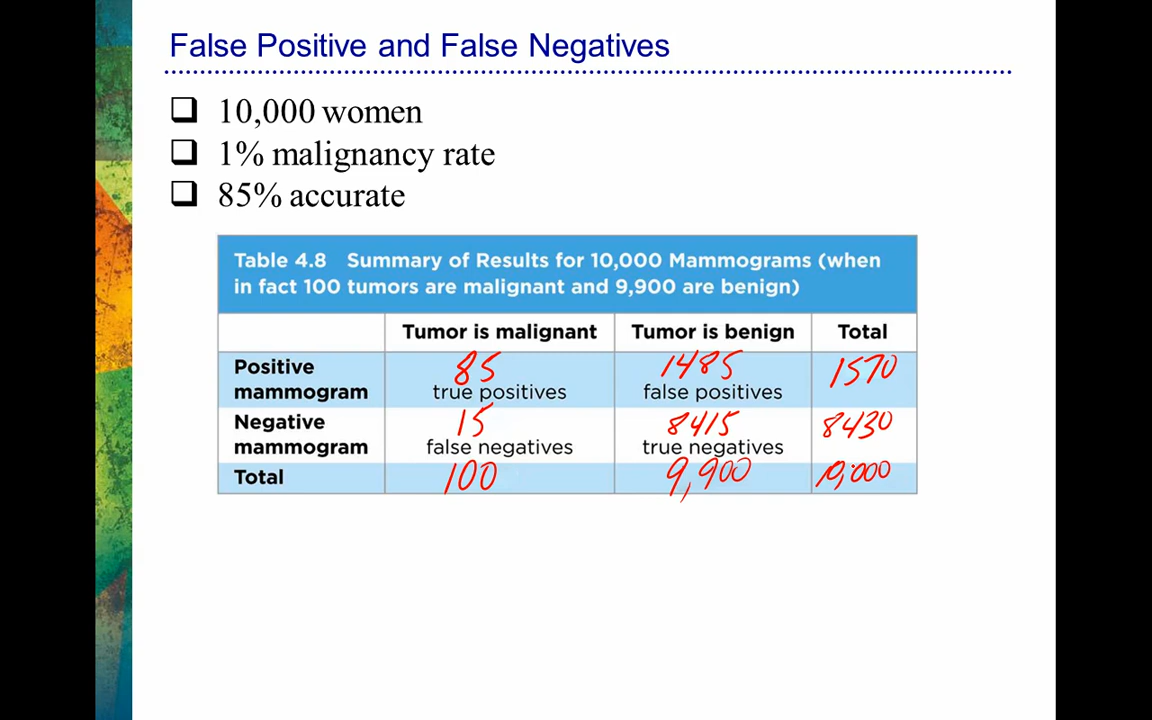 False Positive and False Negatives
10,000 women
1% malignancy rate
85% accurate
Table 4.8 Summary of Results for 10,000 Mammograms (when
in fact 100 tumors are malignant and 9,900 are benign)
Tumor is malignant Tumor is benign Total
Positive mammogram 85 true positives 1485 false positives 1570
Negative mammogram 15 false negatives 8415 true negatives 8430
Total 100 9,900 10,000